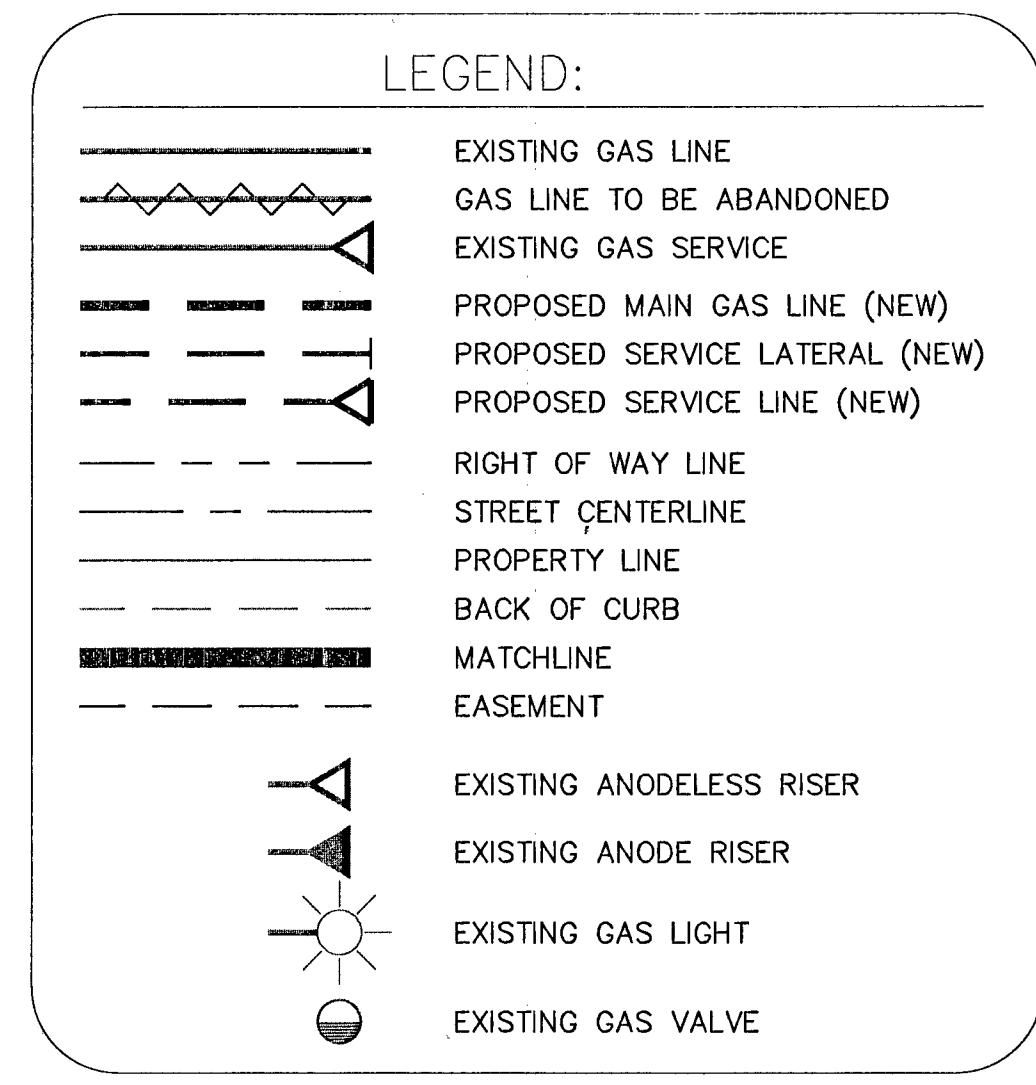 LEGEND:
EXISTING GAS LINE
GAS LINE TO BE ABANDONED
EXISTING GAS SERVICE
PROPOSED MAIN GAS LINE (NEW)
PROPOSED SERVICE LATERAL (NEW)
PROPOSED SERVICE LINE (NEW)
RIGHT OF WAY LINE
STREET CENTERLINE
PROPERTY LINE
BACK OF CURB
MATCHLINE
EASEMENT
EXISTING ANODELESS RISER
EXISTING ANODE RISER
EXISTING GAS LIGHT
EXISTING GAS VALVE